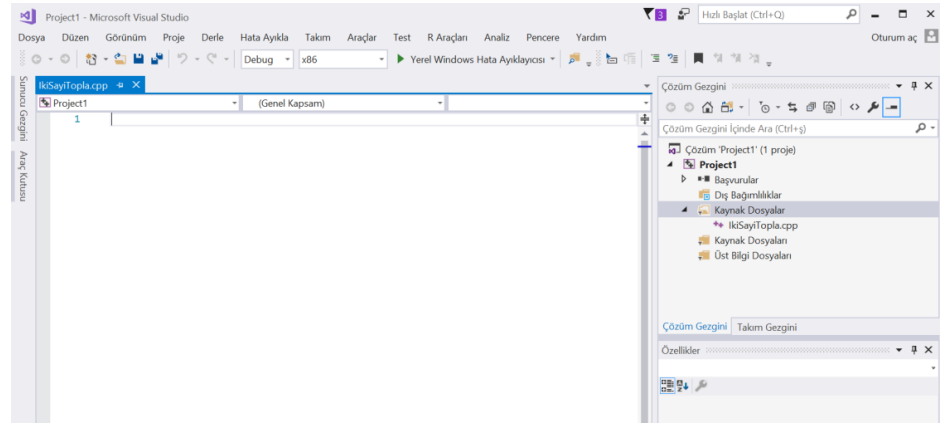 Project1 - Microsoft Visual Studio
3
Hızlı Başlat (Ctrl+Q)
Dosya Düzen Görünüm Proje Derle Hata Ayıkla Takım Araçlar Test R Araçları Analiz Pencere Yardım
Oturum aç
Debug x86 Yerel Windows Hata Ayıklayıcısı
Sunucu Gezgini
Araç Kutusu
IkiSayiTopla.cpp
Project1 (Genel Kapsam)
1
Çözüm Gezgini
Çözüm Gezgini İçinde Ara (Ctrl+ş)
Çözüm 'Project1' (1 proje)
Project1
Başvurular
Dış Bağımlılıklar
Kaynak Dosyalar
IkiSayiTopla.cpp
Kaynak Dosyaları
Üst Bilgi Dosyaları
Çözüm Gezgini Takım Gezgini
Özellikler